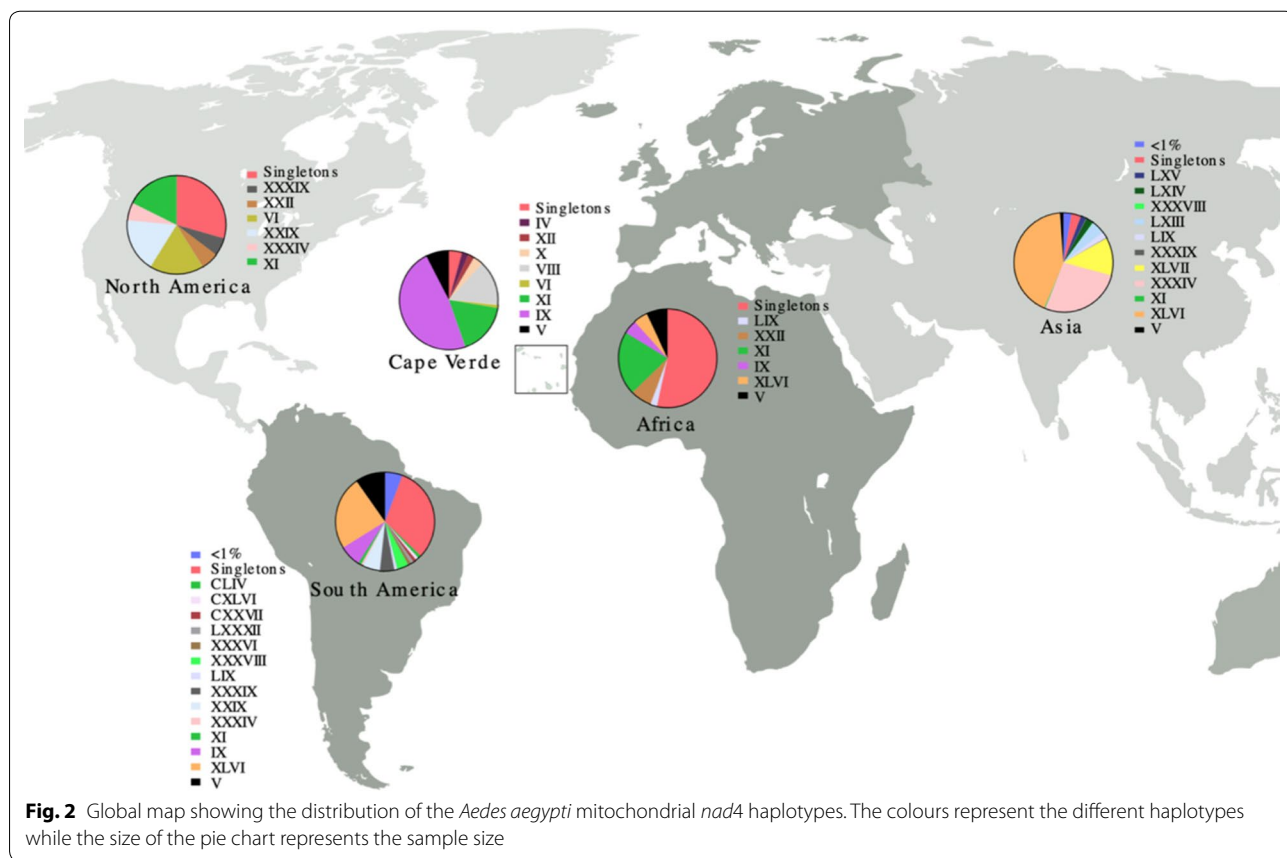 Singletons
XXXIX
XXII
VI
XXIX
XXXIV
XI
North America
Singletons
IV
XII
X
VIII
VI
XI
IX
V
Cape Verde
Singletons
LIX
XXII
XI
IX
XLVI
V
Africa
<1%
Singletons
LXV
LXIV
XXXVIII
LXIII
LIX
XXXIX
XLVII
XXXIV
XI
XLVI
V
Asia
<1%
Singletons
CLIV
CXLVI
CXXVII
LXXXII
XXXVI
XXXVIII
LIX
XXXIX
XXIX
XXXIV
XI
IX
XLVI
V
South America
Fig. 2 Global map showing the distribution of the Aedes aegypti mitochondrial nad4 haplotypes. The colours represent the different haplotypes
while the size of the pie chart represents the sample size